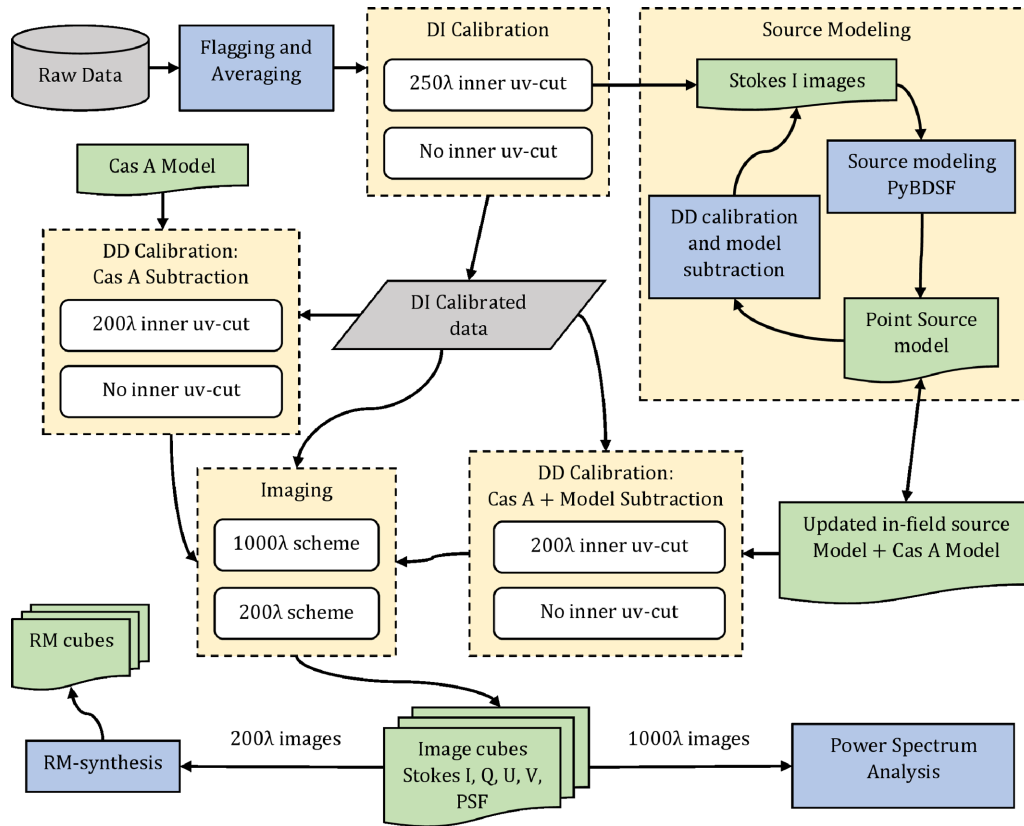 Raw Data
Flagging and
Averaging
DI Calibration
250λ inner uv-cut
No inner uv-cut
Source Modeling
Stokes I images
Source modeling
PyBDSF
DD calibration
and model
subtraction
Point Source
model
Cas A Model
DD Calibration:
Cas A Subtraction
200λ inner uv-cut
No inner uv-cut
DI Calibrated
data
Imaging
1000λ scheme
200λ scheme
DD Calibration:
Cas A + Model Subtraction
200λ inner uv-cut
No inner uv-cut
Updated in-field source
Model + Cas A Model
RM cubes
RM-synthesis
200λ images
Image cubes
Stokes I, Q, U, V,
PSF
1000λ images
Power Spectrum
Analysis